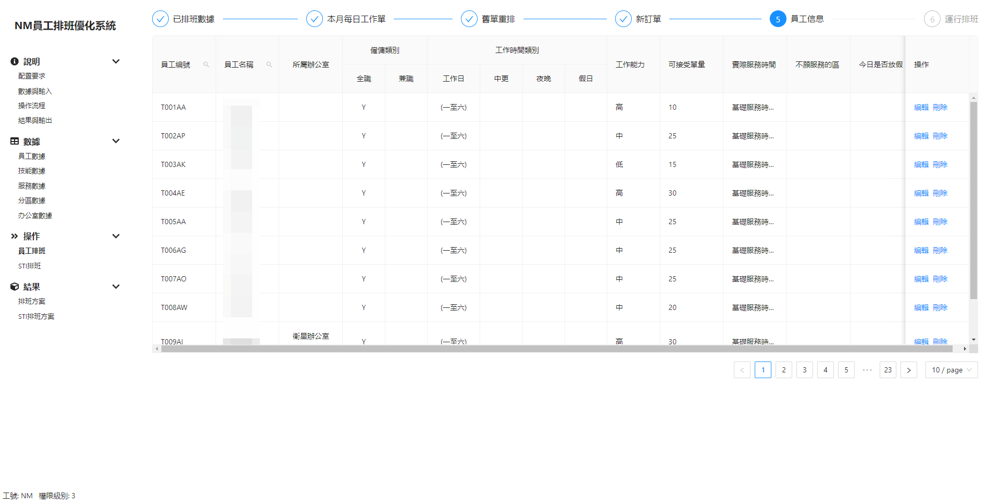 NM員工排班優化系統
說明
配置要求
數據與輸入
操作流程
結果與輸出
數據
員工數據
技能數據
服務數據
分區數據
办公室數據
操作
員工排班
STI排班
結果
排班方案
STI排班方案
工號: NM 權限級別: 3
已排班數據 本月每日工作單 舊單重排 新訂單 5 員工信息 6 運行排班
僱傭類別 工作時間類別
員工編號 員工名稱 所屬辦公室 工作能力 可接受單量 實際服務時間 不願服務的區 今日是否放假 操作
全職 兼職 工作日 中更 夜晚 假日
T001AA Y (一至六) 高 10 基礎服務時... 編輯 刪除
T002AP Y (一至六) 中 25 基礎服務時... 編輯 刪除
T003AK Y (一至六) 低 15 基礎服務時... 編輯 刪除
T004AE Y (一至六) 高 30 基礎服務時... 編輯 刪除
T005AA Y (一至六) 中 25 基礎服務時... 編輯 刪除
T006AG Y (一至六) 中 25 基礎服務時... 編輯 刪除
T007AO Y (一至六) 中 25 基礎服務時... 編輯 刪除
T008AW Y (一至六) 中 20 基礎服務時... 編輯 刪除
衛星辦公室
Y (一至六) 高 30 基礎服務時... 編輯 刪除
< 1 2 3 4 5 ••• 23 > 10 / page